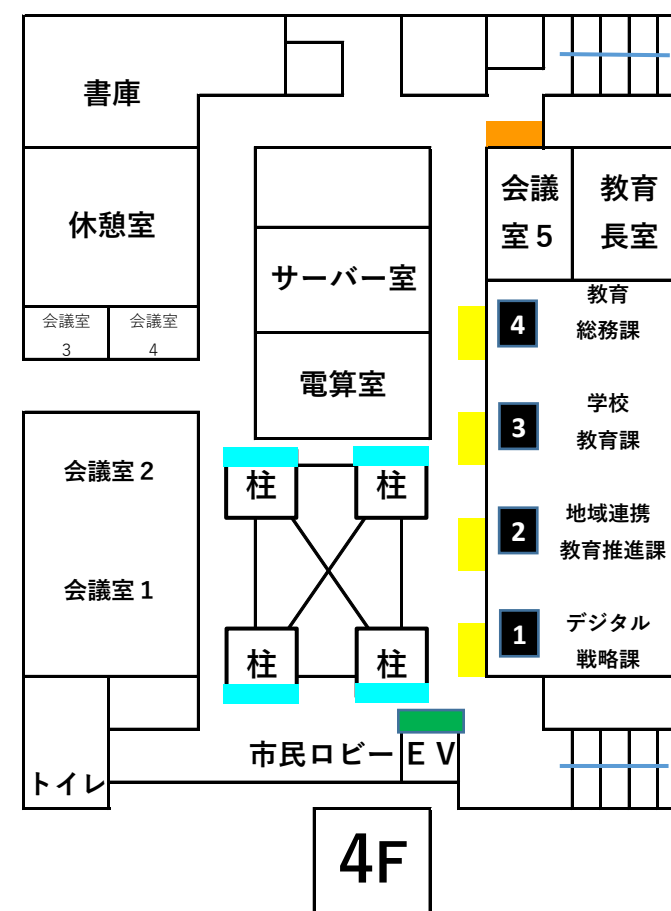 書庫
会議
室５
教育
長室
休憩室
サーバー室
教育
総務課
4
会議室
3
会議室
4
電算室
学校
教育課
3
会議室２
柱
柱
地域連携
教育推進課
2
会議室１
デジタル
戦略課
1
柱
柱
市民ロビー
ＥＶ
トイレ
4F